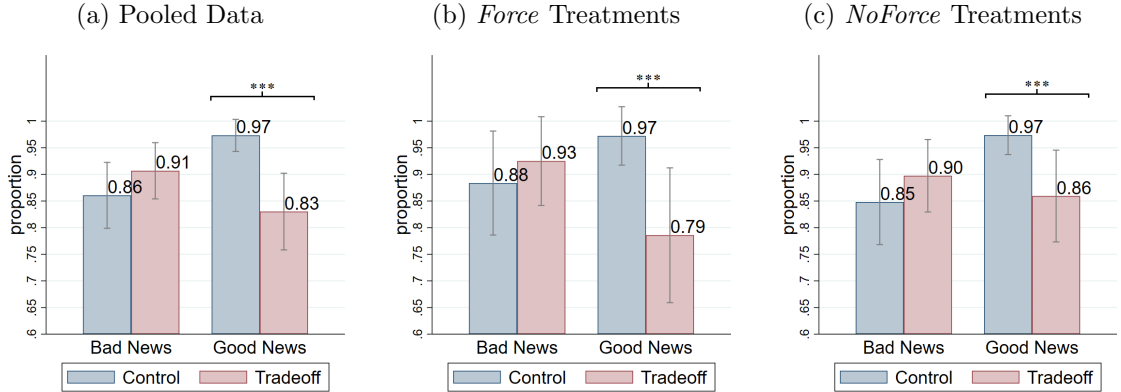 (a) Pooled Data
proportion
.6 .65 .7 .75 .8 .85 .9 .95 1
0.86 0.91 0.97 0.83
***
Bad News Good News
Control Tradeoff
(b) Force Treatments
proportion
.6 .65 .7 .75 .8 .85 .9 .95 1
0.88 0.93 0.97 0.79
***
Bad News Good News
Control Tradeoff
(c) NoForce Treatments
proportion
.6 .65 .7 .75 .8 .85 .9 .95 1
0.85 0.90 0.97 0.86
***
Bad News Good News
Control Tradeoff